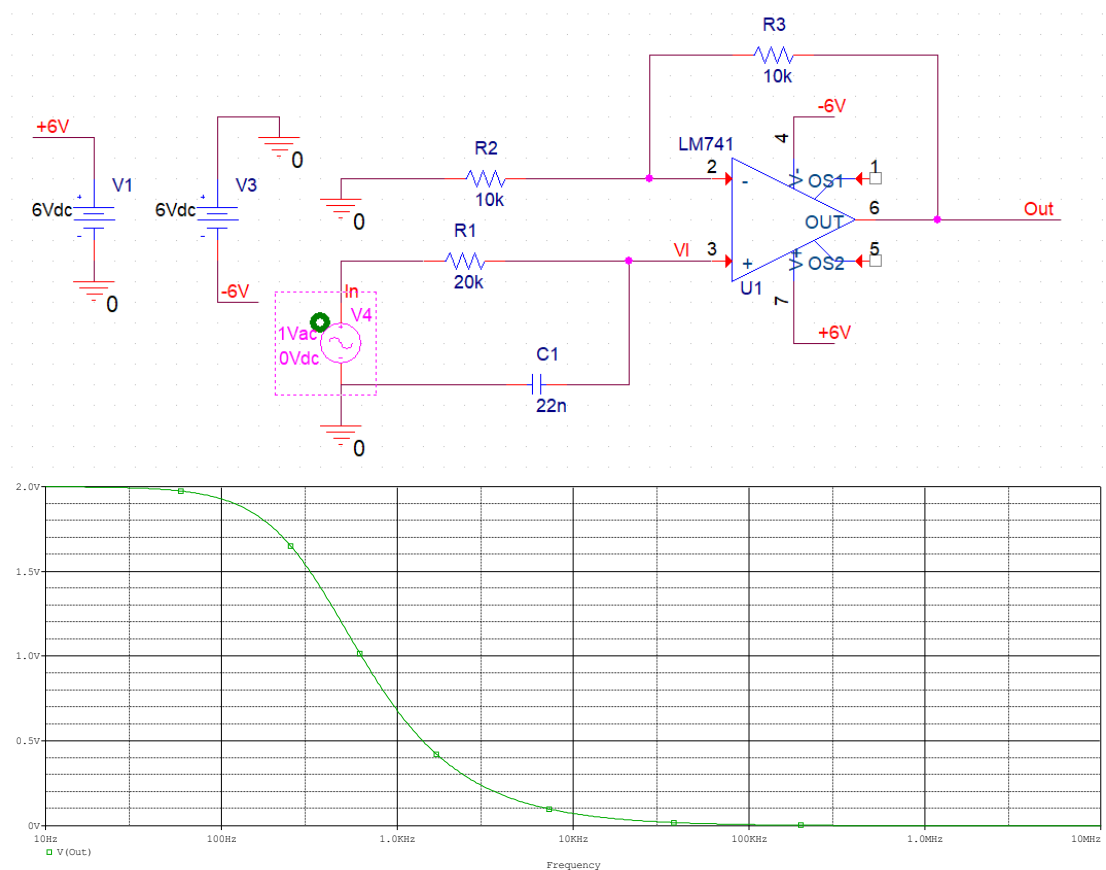 R3
10k
-6V
+6V
4
LM741
0
R2
2
1
V1
V3
-
V-
OS1
6Vdc
6Vdc
10k
6
Out
0
R1
OUT
VI
3
5
+
V+
OS2
20k
U1
-6V
In
0
7
V4
1Vac
+6V
0Vdc
C1
22n
0
2.0V
1.5V
1.0V
0.5V
0V
10Hz
100Hz
1.0KHz
10KHz
100KHz
1.0MHz
10MHz
V(Out)
Frequency